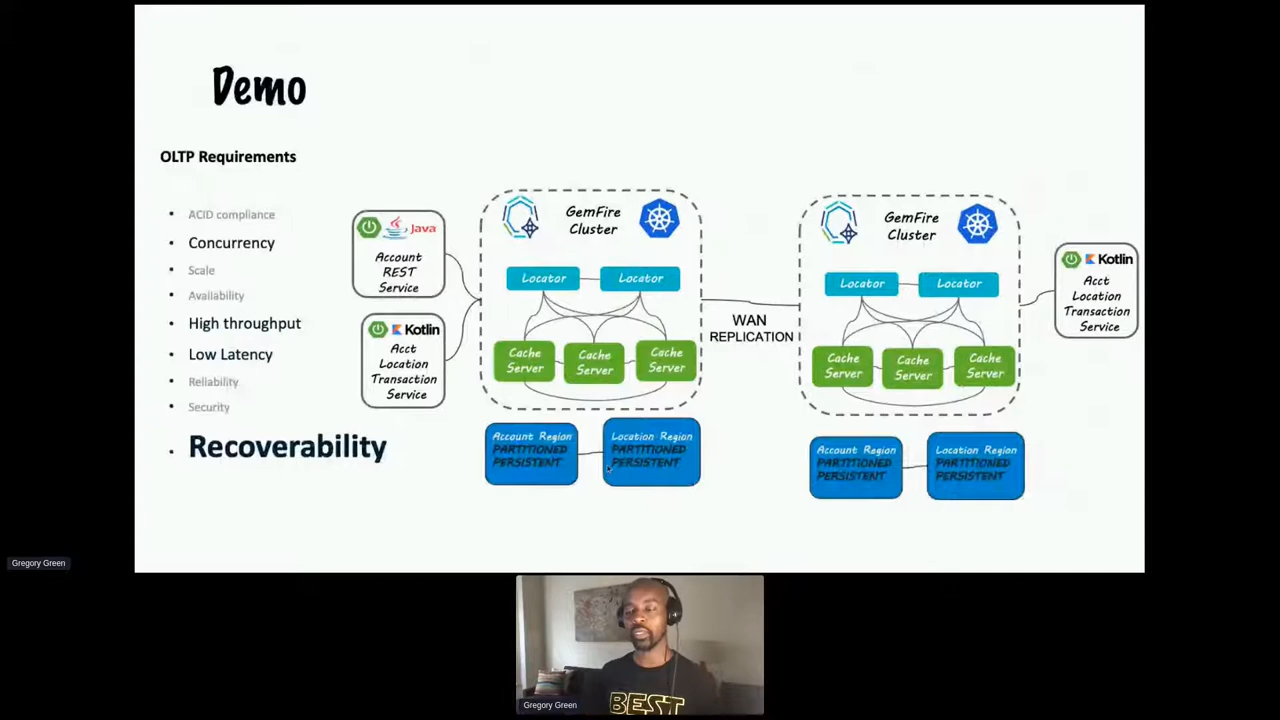 Demo
OLTP Requirements
• ACID compliance
• Concurrency
• Scale
• Availability
• High throughput
• Low Latency
• Reliability
• Security
• Recoverability
Java
Account
REST
Service
Kotlin
Acct
Location
Transaction
Service
GemFire
Cluster
Locator
Locator
Cache
Server
Cache
Server
Cache
Server
Account Region
PARTITIONED
PERSISTENT
Location Region
PARTITIONED
PERSISTENT
WAN
REPLICATION
GemFire
Cluster
Locator
Locator
Cache
Server
Cache
Server
Cache
Server
Account Region
PARTITIONED
PERSISTENT
Location Region
PARTITIONED
PERSISTENT
Kotlin
Acct
Location
Transaction
Service
Gregory Green
BEST
Gregory Green